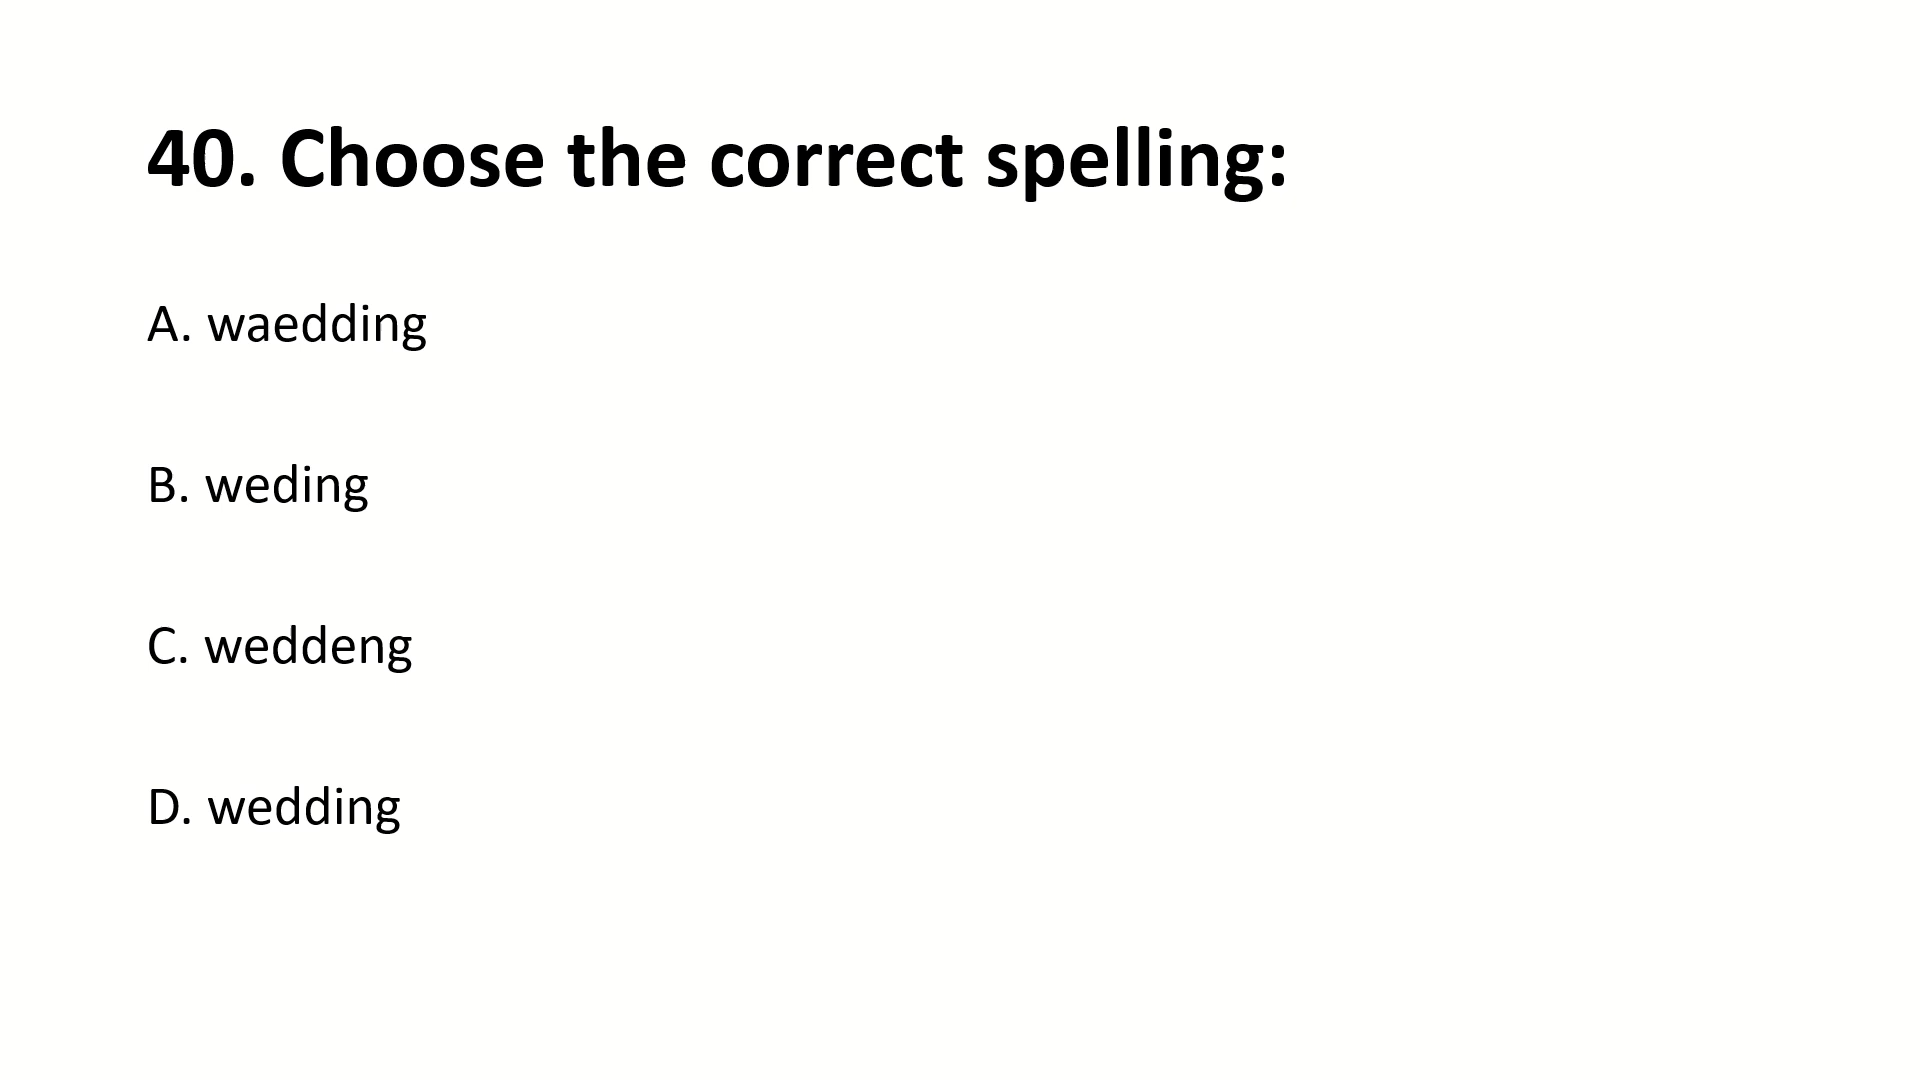 40. Choose the correct spelling:
A. waedding
B. weding
C. weddeng
D. wedding